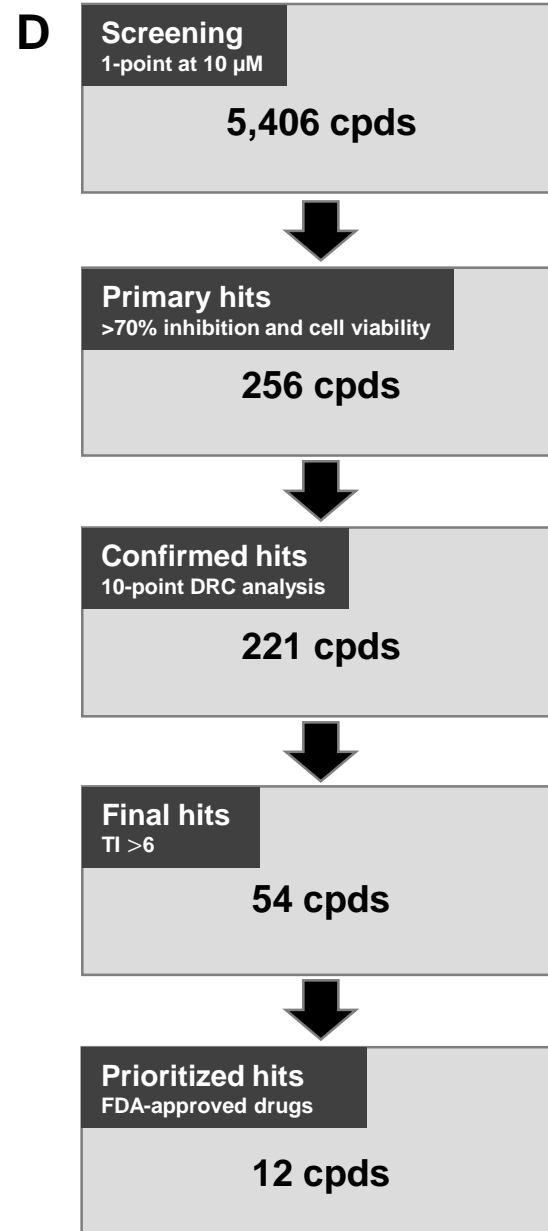 D
Screening
1-point at 10 µM
5,406 cpds
Primary hits
>70% inhibition and cell viability
256 cpds
Confirmed hits
10-point DRC analysis
221 cpds
Final hits
TI >6
54 cpds
Prioritized hits
FDA-approved drugs
12 cpds